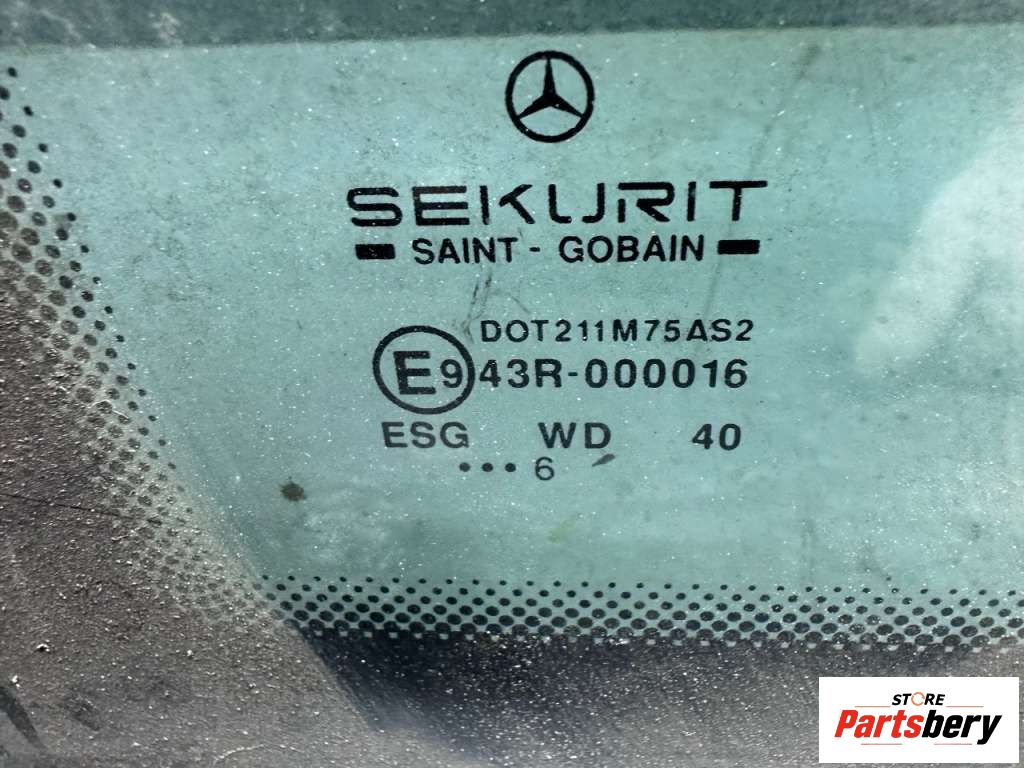 SEKURIT
SAINT - GOBAIN
DOT211M75AS2
E9 43R-000016
ESG WD 40
•••6
STORE
Partsbery